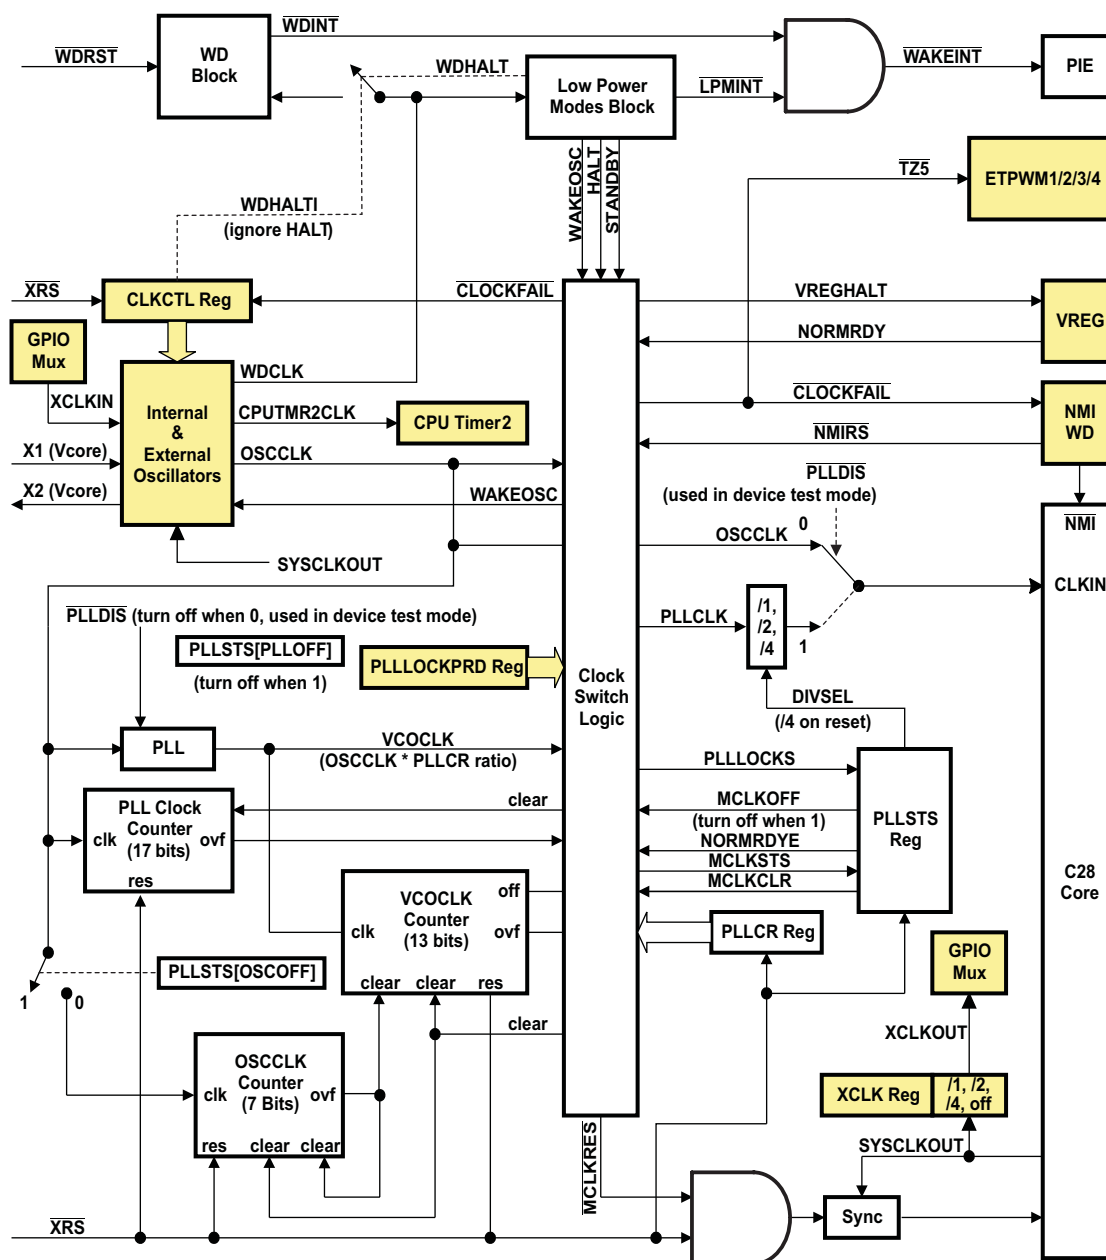 WDRST
WD
Block
WDINT
WDHALT
Low Power
Modes Block
LPMINT
WAKEINT
PIE
WAKEOSC
HALT
STANDBY
TZ5
ETPWM1/2/3/4
WDHALTI
(ignore HALT)
XRS
CLKCTL Reg
CLOCKFAIL
VREGHALT
NORMRDY
VREG
GPIO
Mux
XCLKIN
X1 (Vcore)
X2 (Vcore)
Internal
&
External
Oscillators
WDCLK
CPUTMR2CLK
CPU Timer2
OSCCLK
WAKEOSC
SYSCLKOUT
CLOCKFAIL
NMIRS
NMI
WD
PLLDIS
(used in device test mode)
OSCCLK
0
NMI
CLKIN
PLLDIS (turn off when 0, used in device test mode)
PLLSTS[PLLOFF]
(turn off when 1)
PLLLOCKPRD Reg
Clock
Switch
Logic
PLLCLK
/1,
/2,
/4
1
DIVSEL
(/4 on reset)
PLL
VCOCLK
(OSCCLK * PLLCR ratio)
PLLLOCKS
MCLKOFF
(turn off when 1)
NORMRDYE
MCLKSTS
MCLKCLR
PLLSTS
Reg
PLL Clock
Counter
(17 bits)
clk
ovf
res
clear
C28
Core
VCOCLK
Counter
(13 bits)
clk
off
ovf
clear
clear
res
PLLCR Reg
PLLSTS[OSCOFF]
1
0
clear
GPIO
Mux
XCLKOUT
OSCCLK
Counter
(7 Bits)
clk
ovf
res
clear
clear
XCLK Reg
/1, /2,
/4, off
SYSCLKOUT
MCLKRES
Sync
XRS